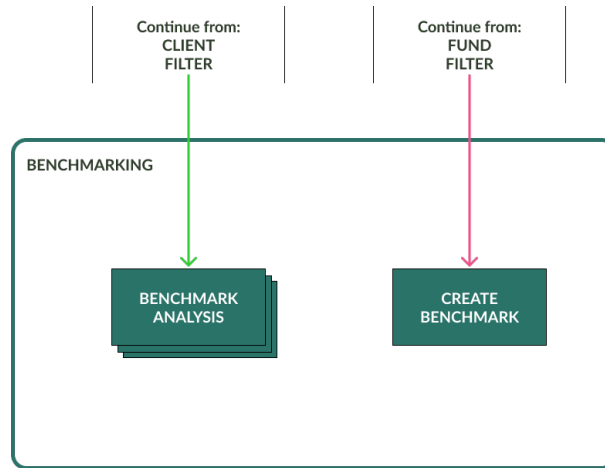 Continue from:
CLIENT
FILTER
Continue from:
FUND
FILTER
BENCHMARKING
BENCHMARK
ANALYSIS
CREATE
BENCHMARK